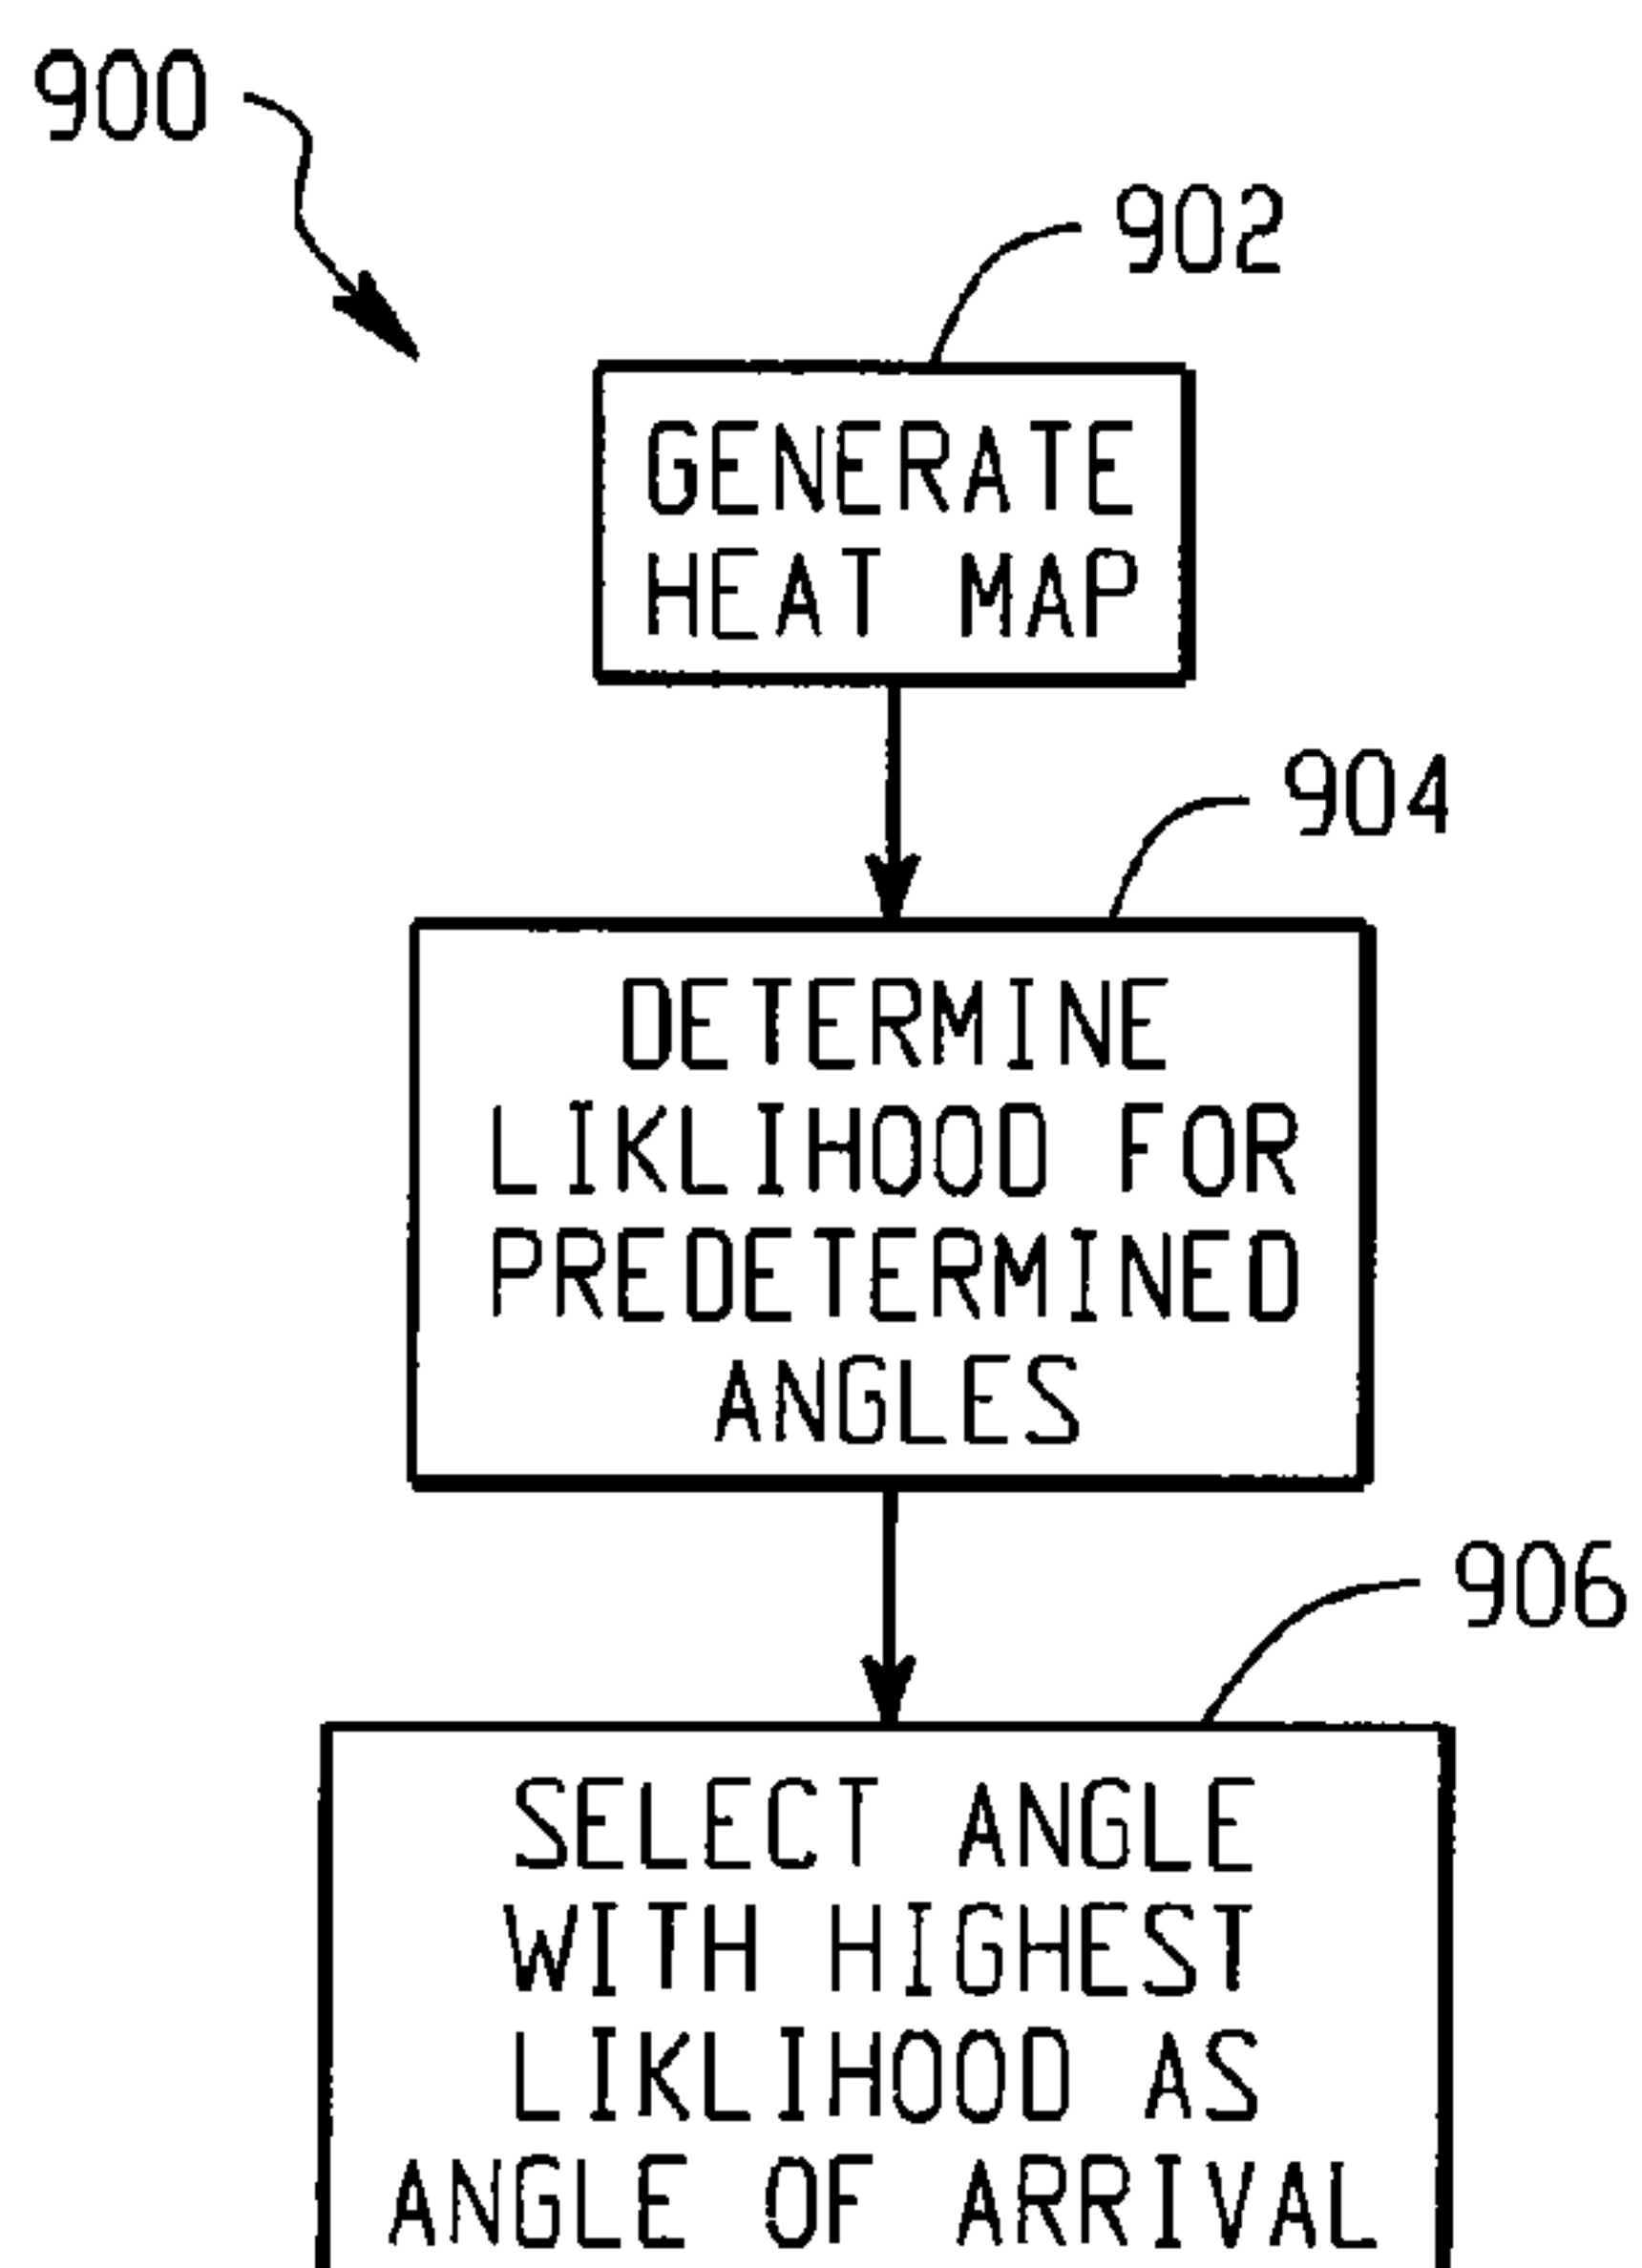 900
902
GENERATE
HEAT MAP
904
DETERMINE
LIKLIHOOD FOR
PREDETERMINED
ANGLES
906
SELECT ANGLE
WITH HIGHEST
LIKLIHOOD AS
ANGLE OF ARRIVAL